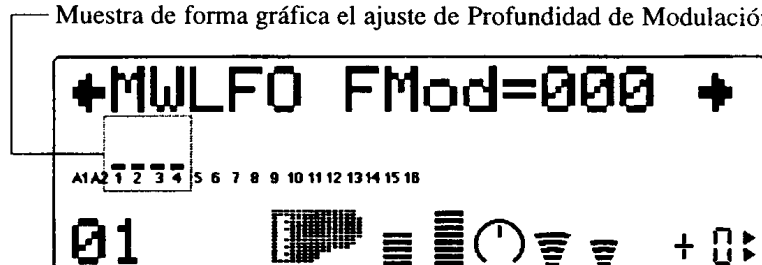 Muestra de forma gráfica el ajuste de Profundidad de Modulación
←MWLFO FMod=000 →
A1 A2 1 2 3 4 5 6 7 8 9 10 11 12 13 14 15 16
01 + 0